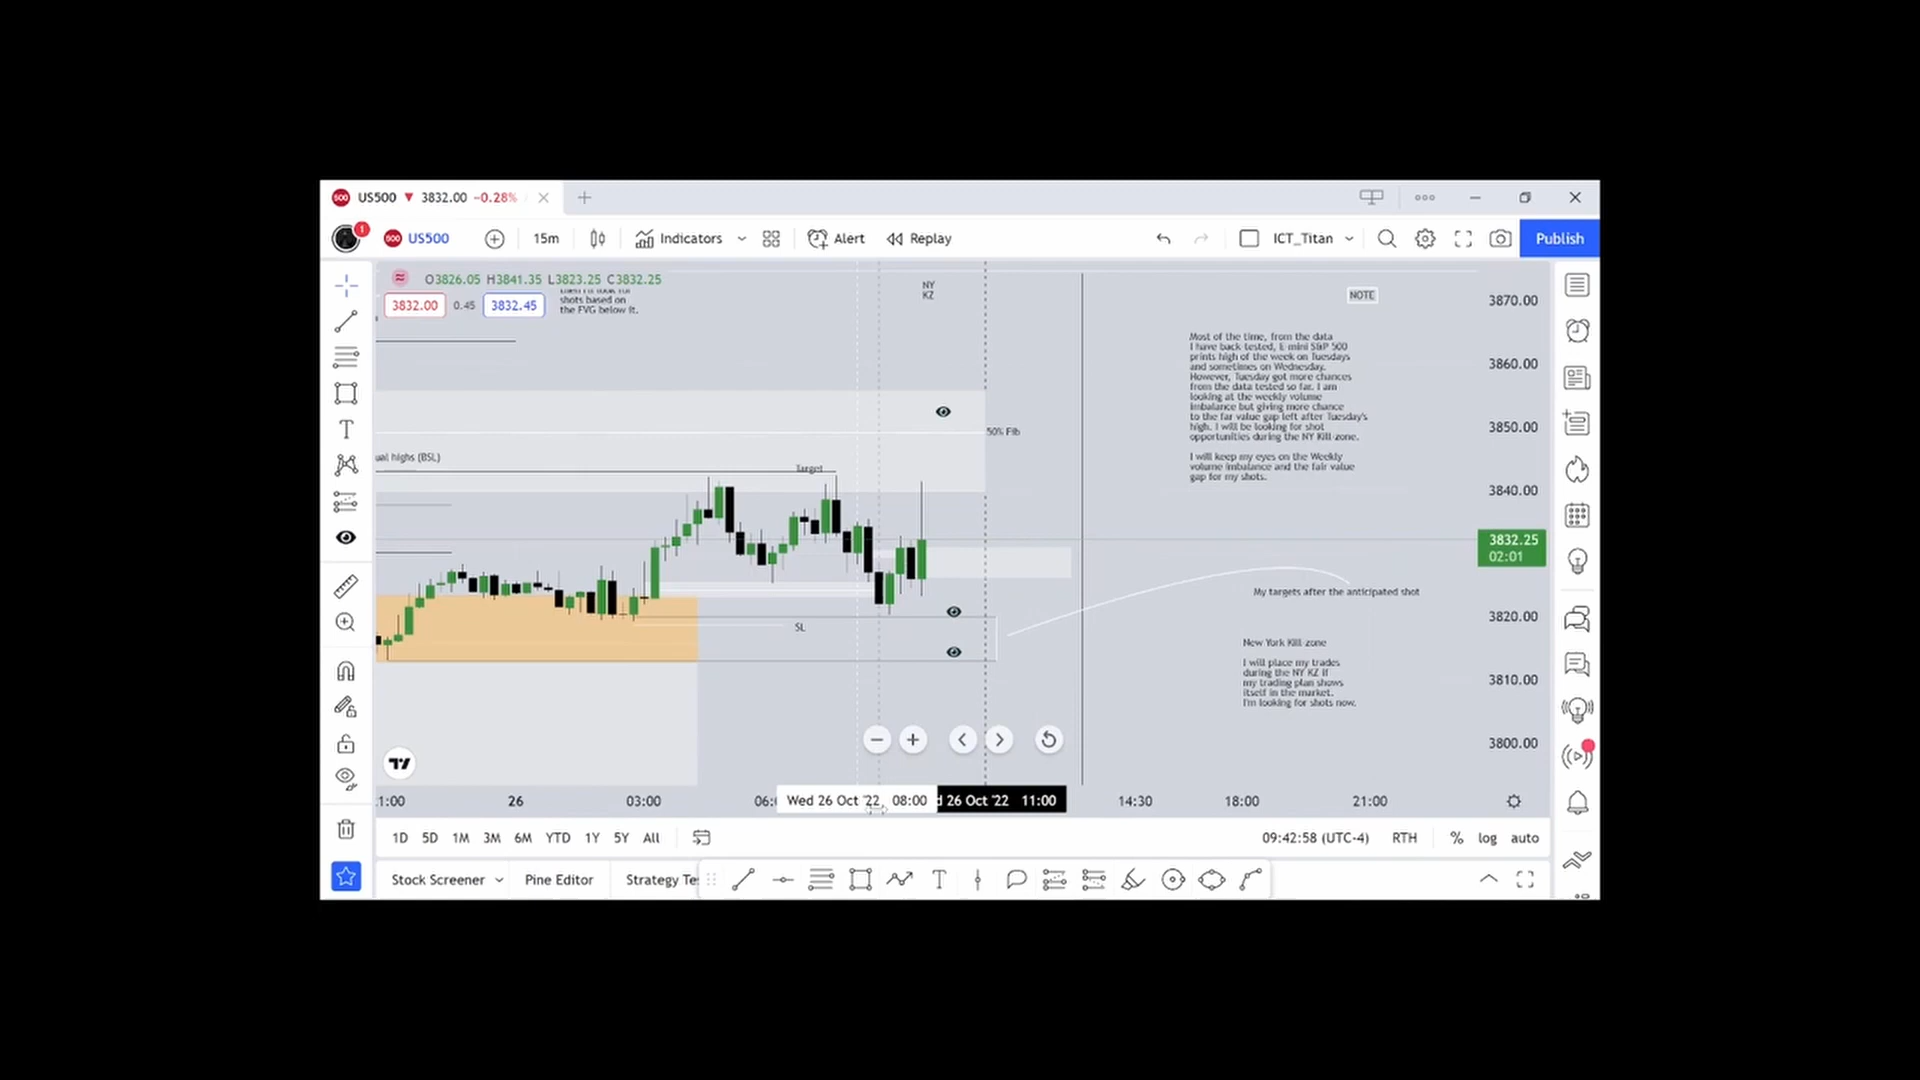 US500 3832.00 -0.28%
1 US500 15m Indicators Alert Replay ICT_Titan Publish
O3826.05 H3841.35 L3823.25 C3832.25
3832.00 0.45 3832.45
shots based on
the FVG below it.
NY
KZ
NOTE
Most of the time, from the data
I have back tested, E-mini S&P 500
prints high of the week on Tuesdays
and sometimes on Wednesday.
However, Tuesday got more chances
from the data tested so far. I am
looking at the weekly volume
imbalance but giving more chance
to the far value gap left after Tuesday's
high. I will be looking for shot
opportunities during the NY Kill zone.
I will keep my eyes on the Weekly
volume imbalance and the fair value
gap for my shots.
50% Fib
ual highs (BSL)
Target
SL
My targets after the anticipated shot
New York Kill zone
I will place my trades
during the NY KZ if
my trading plan shows
itself in the market.
I'm looking for shots now.
3870.00
3860.00
3850.00
3840.00
3832.25
02:01
3820.00
3810.00
3800.00
1:00 26 03:00 06:0 Wed 26 Oct '22 08:00 d 26 Oct '22 11:00 14:30 18:00 21:00
1D 5D 1M 3M 6M YTD 1Y 5Y All 09:42:58 (UTC-4) RTH % log auto
Stock Screener Pine Editor Strategy Te